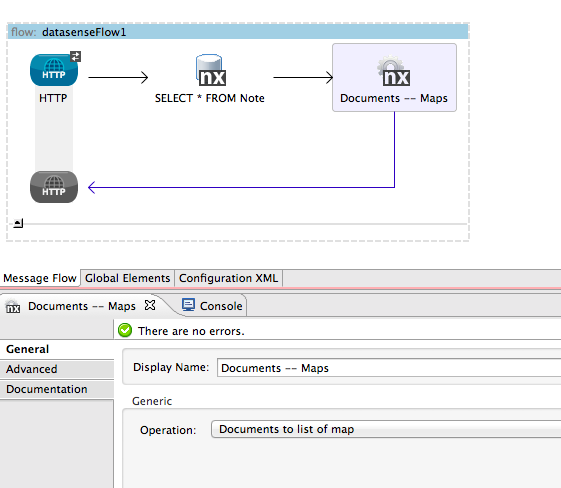 flow: datasenseFlow1
HTTP
nx
nx
HTTP
SELECT * FROM Note
Documents -- Maps
HTTP
Message Flow
Global Elements
Configuration XML
nx
Documents -- Maps
Console
There are no errors.
General
Advanced
Documentation
Display Name:
Documents -- Maps
Generic
Operation:
Documents to list of map